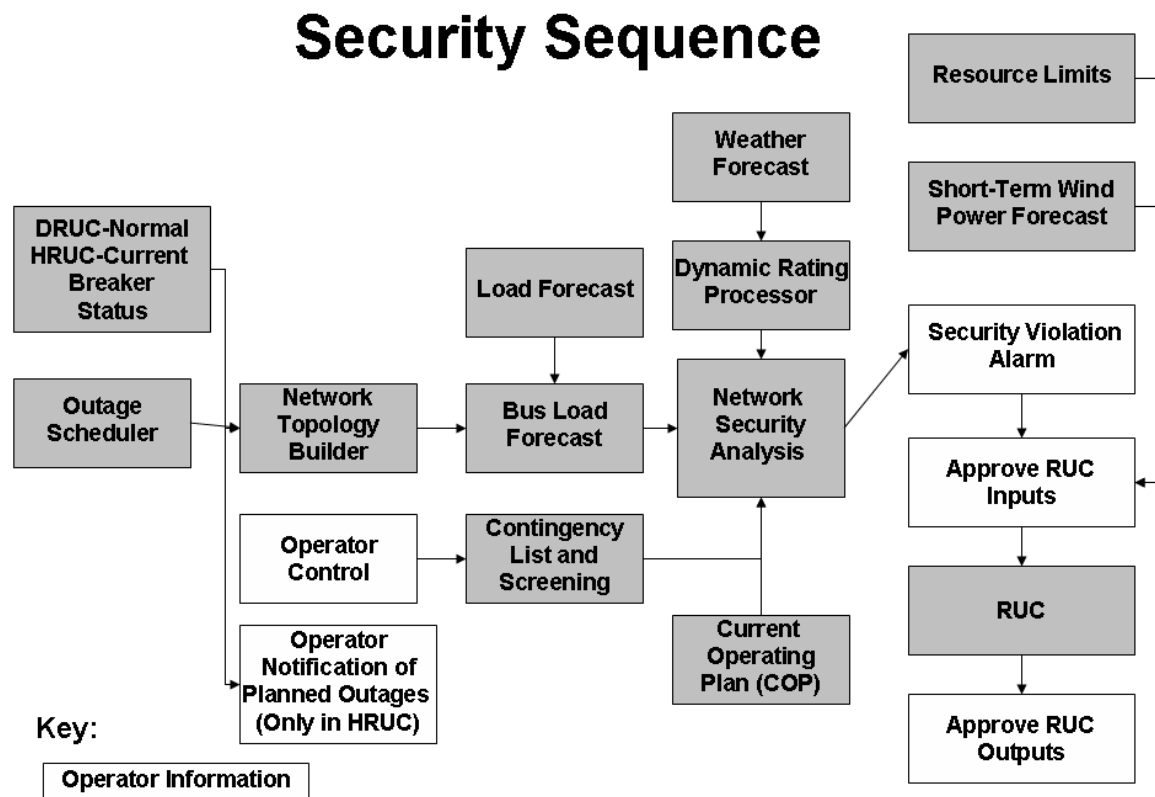 Security Sequence
Resource Limits
Weather
Forecast
Short-Term Wind
Power Forecast
DRUC-Normal
HRUC-Current
Breaker
Status
Load Forecast
Dynamic Rating
Processor
Security Violation
Alarm
Outage
Scheduler
Network
Topology
Builder
Bus Load
Forecast
Network
Security
Analysis
Approve RUC
Inputs
Operator
Control
Contingency
List and
Screening
RUC
Operator
Notification of
Planned Outages
(Only in HRUC)
Current
Operating
Plan (COP)
Approve RUC
Outputs
Key:
Operator Information